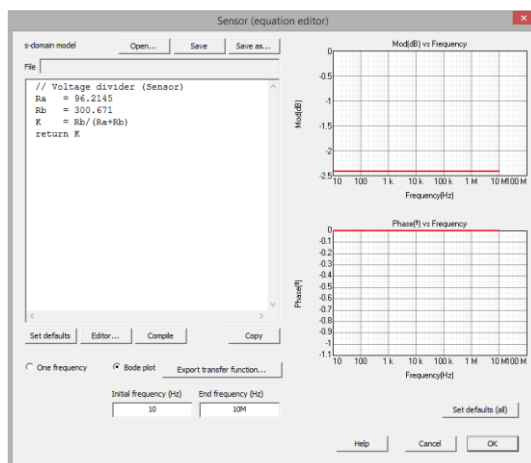 Sensor (equation editor)
s-domain model
Open...
Save
Save as...
File
// Voltage divider (Sensor)
Ra = 96.2145
Rb = 300.671
K = Rb/(Ra+Rb)
return K
Set defaults
Editor...
Compile
Copy
One frequency
Bode plot
Export transfer function...
Initial frequency (Hz)
End frequency (Hz)
10
10M
Mod[dB] vs Frequency
Mod[dB]
0
-0.5
-1
-1.5
-2
-2.5
10 100 1 k 10 k 100 k 1 M 10 M 100 M
Frequency(Hz)
Phase[º] vs Frequency
Phase[º]
0
-0.1
-0.2
-0.3
-0.4
-0.5
-0.6
-0.7
-0.8
-0.9
-1
-1.1
10 100 1 k 10 k 100 k 1 M 10 M 100 M
Frequency(Hz)
Set defaults (all)
Help
Cancel
OK